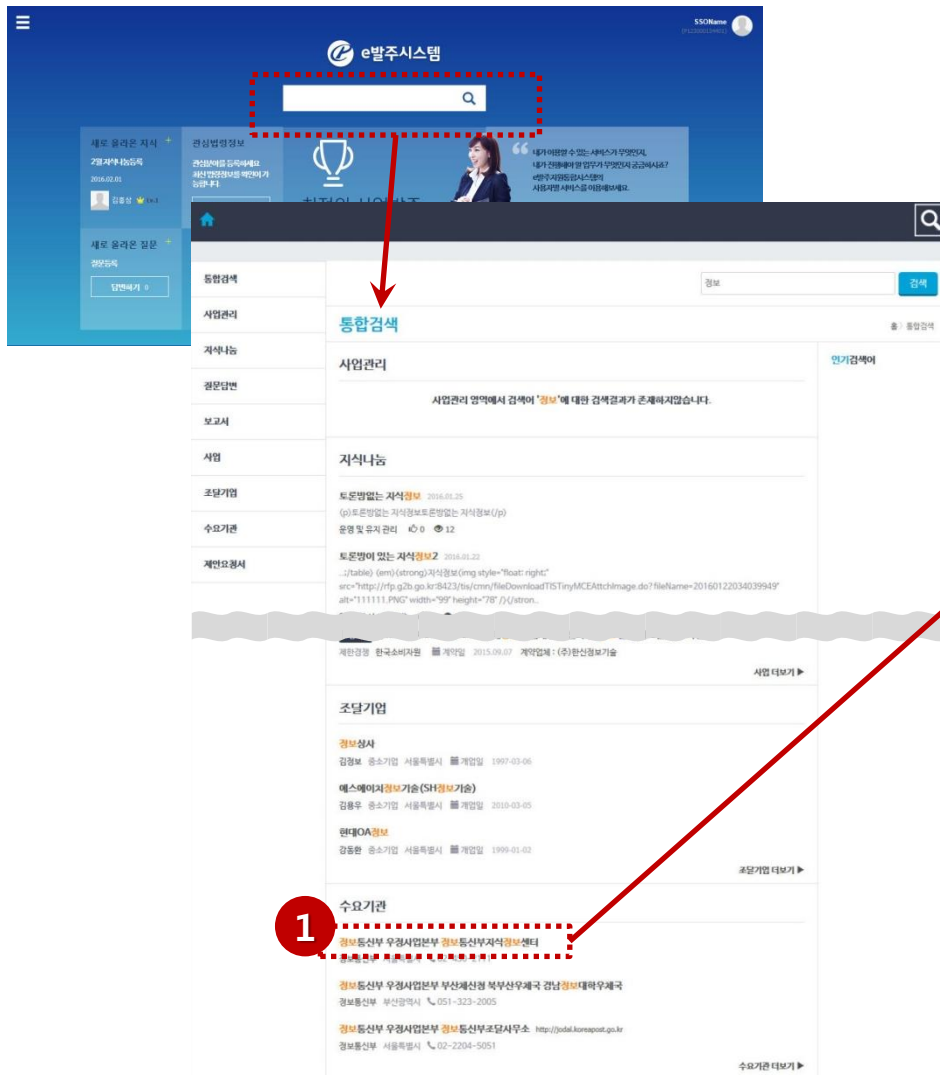 SSOName
e발주시스템
새로 올라온 지식 +
2월 지식나눔등록
2016.02.01
김홍삼
관심법령정보
관심분야를 등록하세요
최신법령정보를 확인이 가
능합니다.
내가 이용할 수 있는 서비스가 무엇인지,
내가 진행해야 할 업무가 무엇인지 궁금하시죠?
e발주지원통합시스템의
사용자별 서비스를 이용해보세요.
새로 올라온 질문 +
질문등록
답변하기 0
통합검색
사업관리
지식나눔
질문답변
보고서
사업
조달기업
수요기관
제안요청서
정보
검색
통합검색
홈 > 통합검색
인기검색어
사업관리
사업관리 영역에서 검색어 '정보'에 대한 검색결과가 존재하지않습니다.
지식나눔
토론방없는 지식정보 2016.01.25
(p)토론방없는 지식정보토론방없는 지식정보(/p)
운영 및 유지 관리 0 12
토론방이 있는 지식정보2 2016.01.22
..;/table) (em)(strong)지식정보(img style="float: right;"
src="http://rfp.g2b.go.kr:8423/tis/cmn/fileDownloadTISTinyMCEAttchImage.do?fileName=20160122034039949"
alt="111111.PNG" width="99" height="78" /)(/stron..
제한경쟁 한국소비자원 계약일 2015.09.07 계약업체 : (주)한신정보기술
사업 더보기 ▶
조달기업
정보상사
김정보 중소기업 서울특별시 개업일 1997-03-06
에스에이치정보기술(SH정보기술)
김용우 중소기업 서울특별시 개업일 2010-03-05
현대OA정보
강동환 중소기업 서울특별시 개업일 1999-01-02
조달기업 더보기 ▶
수요기관
1
정보통신부 우정사업본부 정보통신부지식정보센터
정보통신부 우정사업본부 부산체신청 북부산우체국 경남정보대학우체국
정보통신부 부산광역시 051-323-2005
정보통신부 우정사업본부 정보통신부조달사무소 http://jodal.koreapost.go.kr
정보통신부 서울특별시 02-2204-5051
수요기관 더보기 ▶